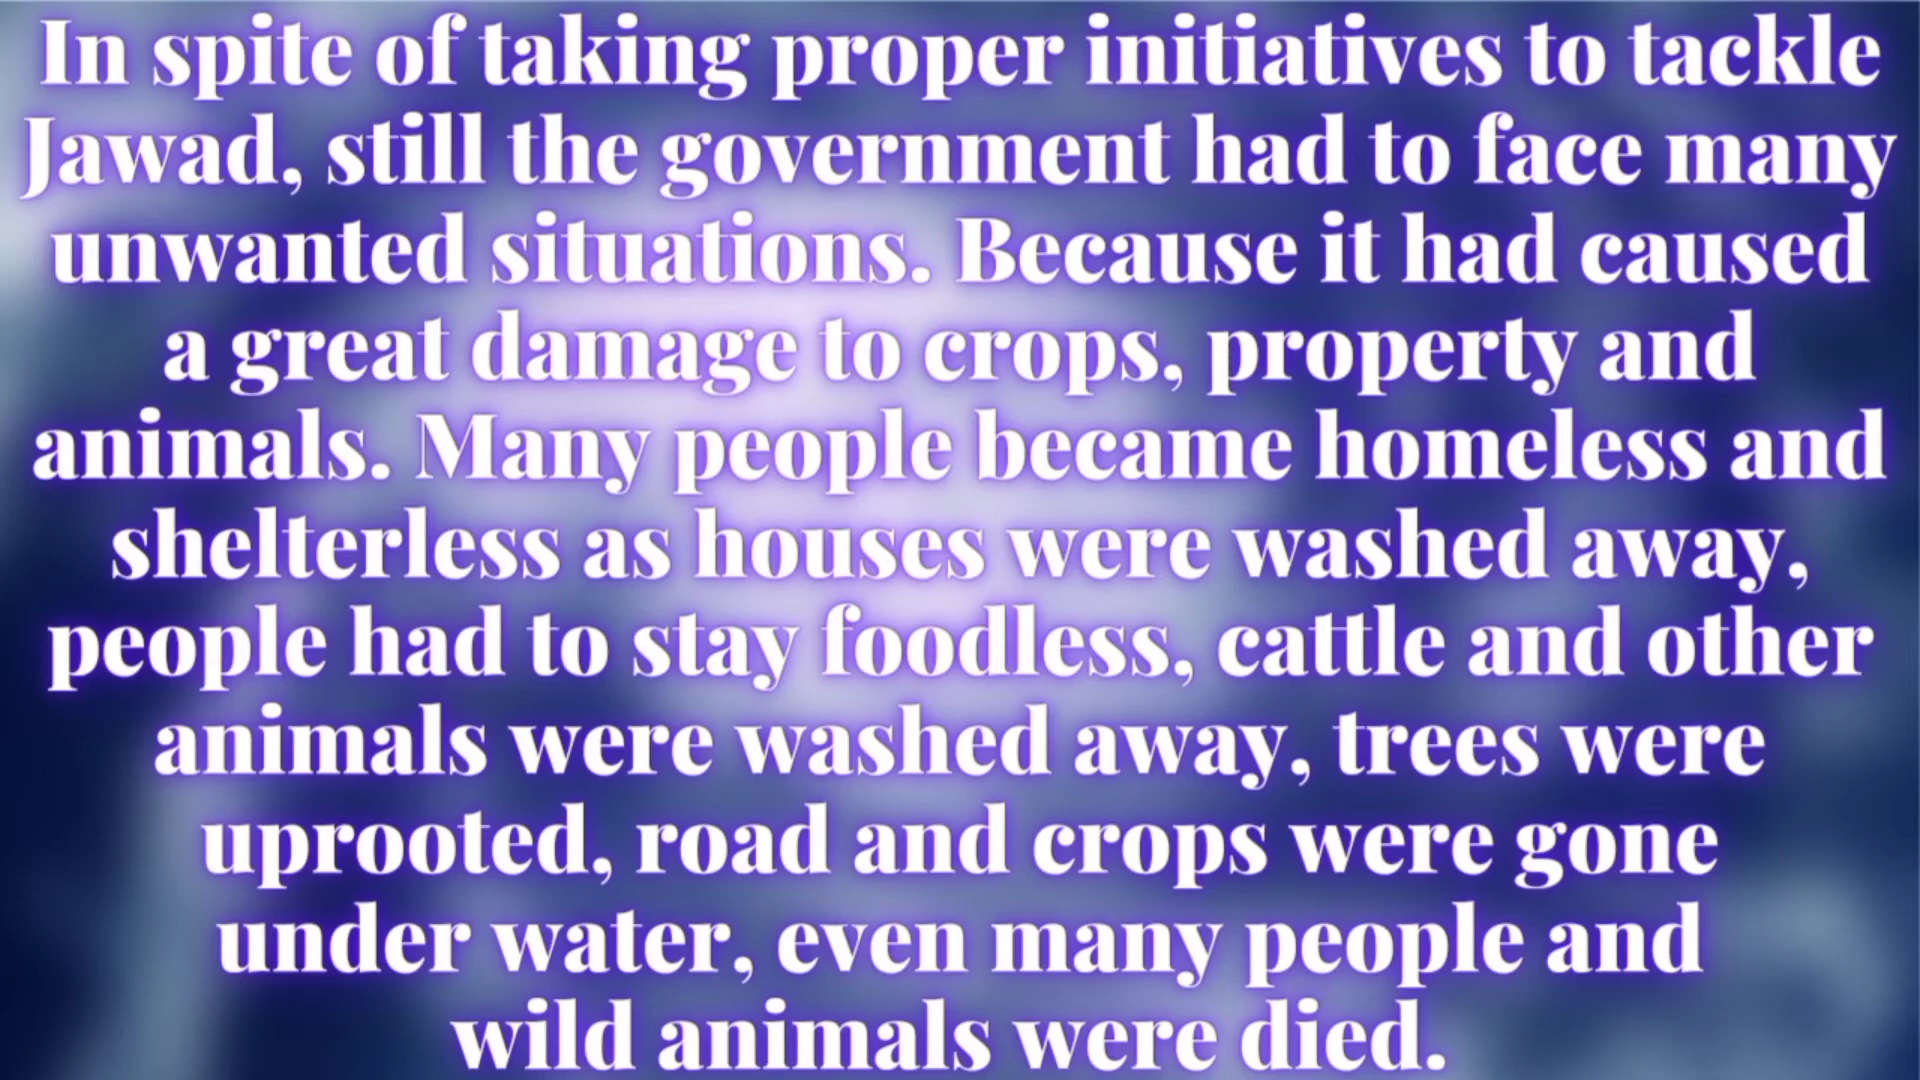 In spite of taking proper initiatives to tackle
Jawad, still the government had to face many
unwanted situations. Because it had caused
a great damage to crops, property and
animals. Many people became homeless and
shelterless as houses were washed away,
people had to stay foodless, cattle and other
animals were washed away, trees were
uprooted, road and crops were gone
under water, even many people and
wild animals were died.